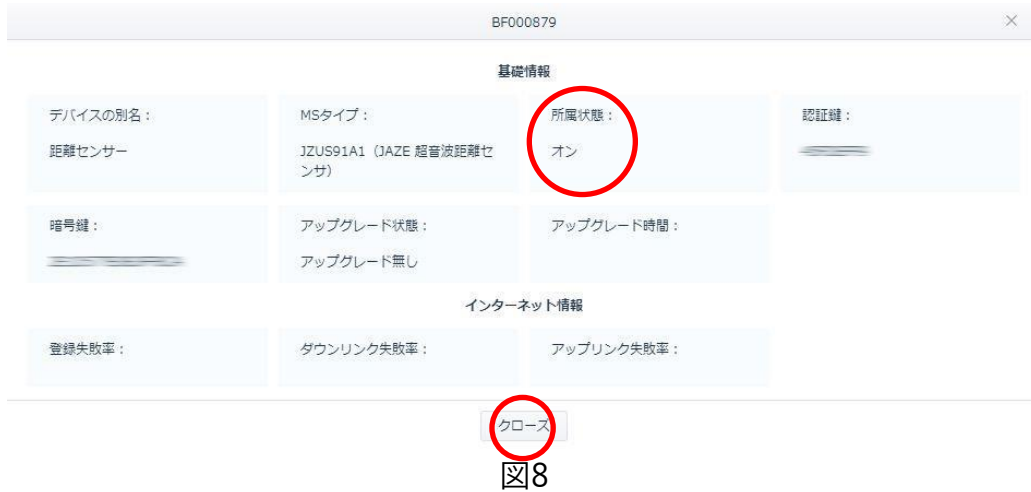 BF000879 ×
基礎情報
デバイスの別名：
距離センサー
MSタイプ：
JZUS91A1（JAZE 超音波距離セ
ンサ）
所属状態：
オン
認証鍵：
暗号鍵：
アップグレード状態：
アップグレード無し
アップグレード時間：
インターネット情報
登録失敗率：
ダウンリンク失敗率：
アップリンク失敗率：
クローズ
図8